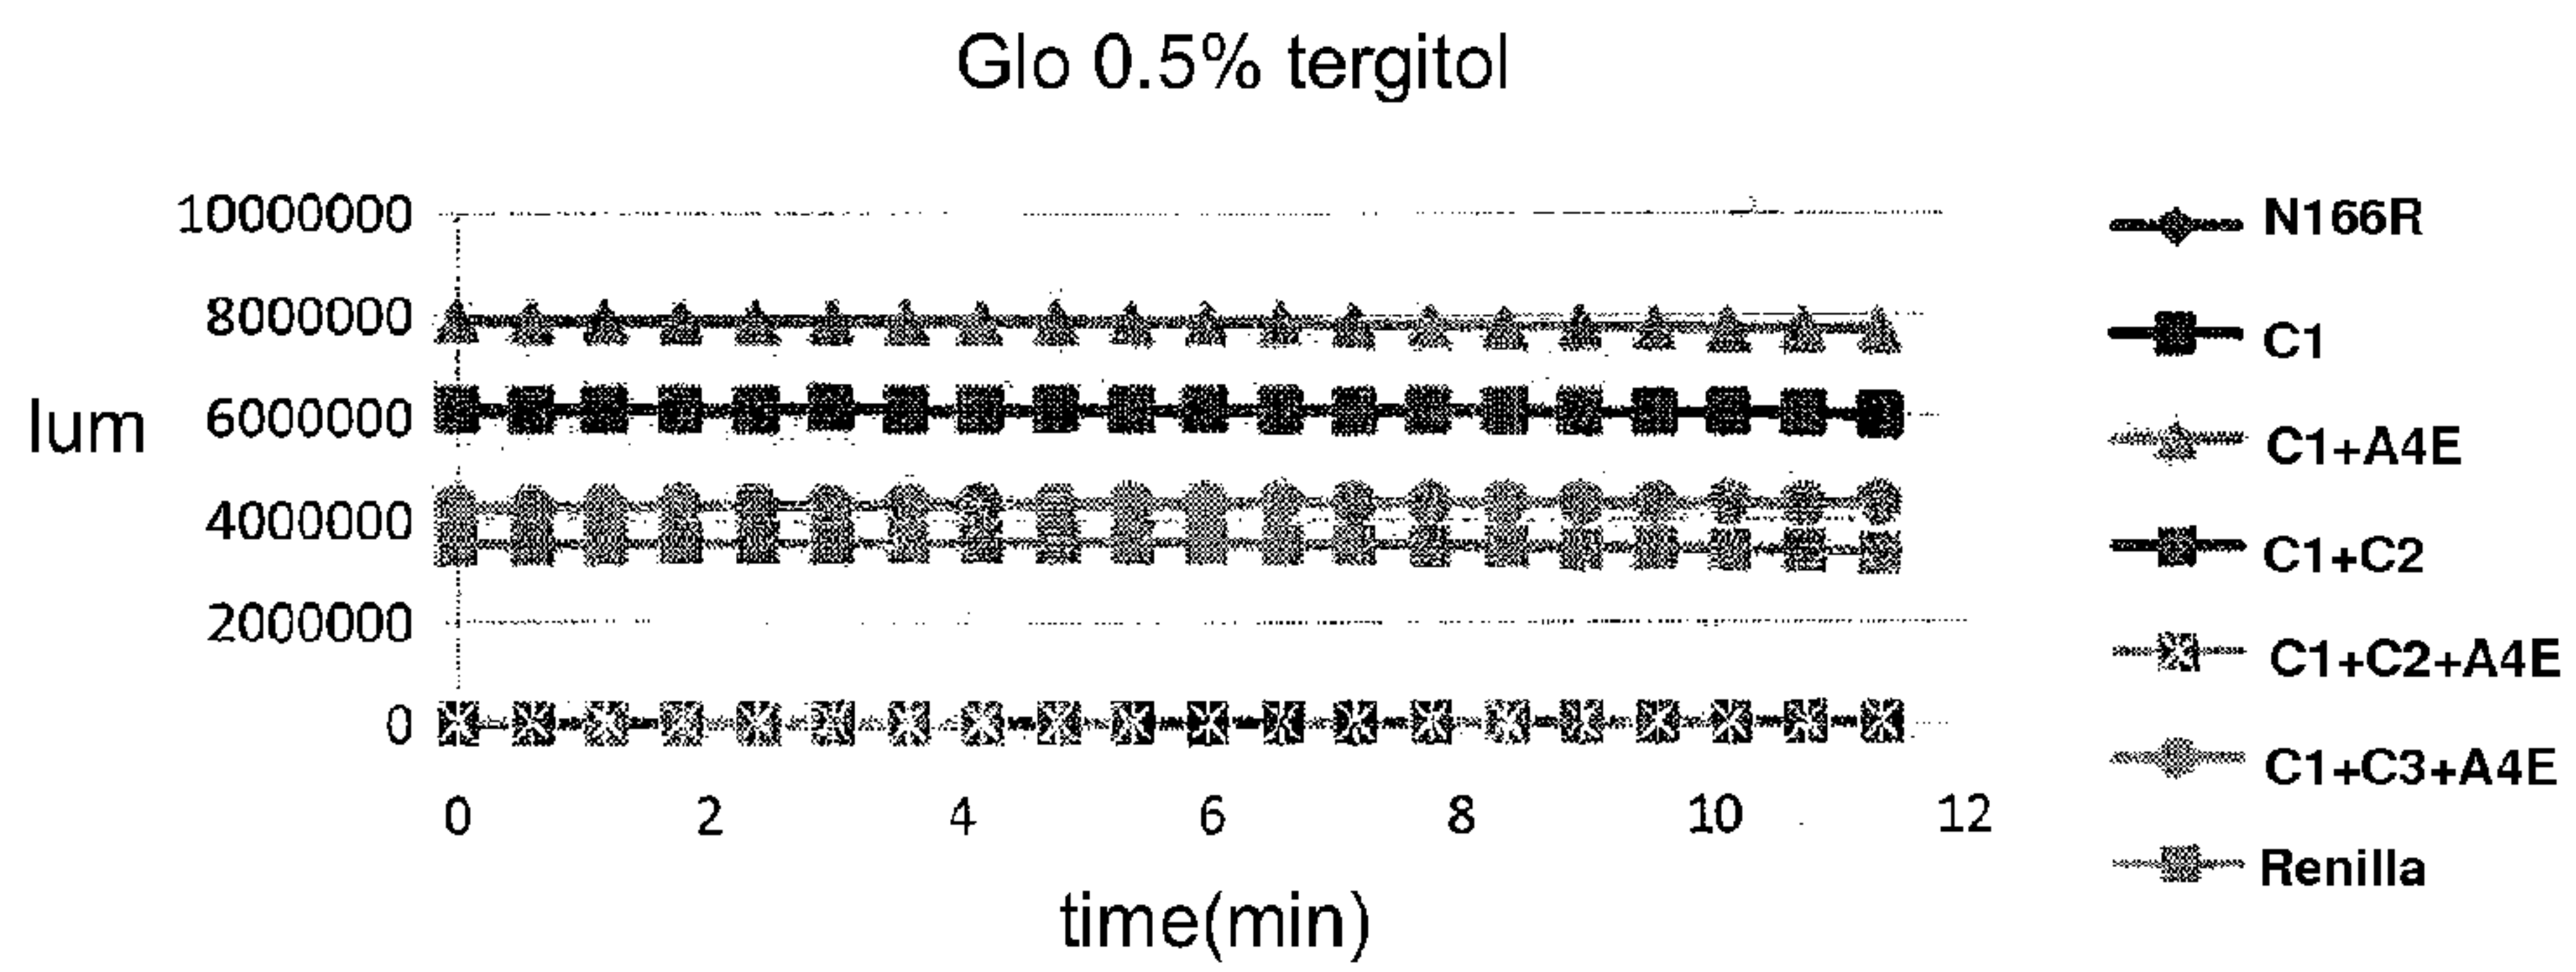 Glo 0.5% tergitol
10000000
8000000
6000000
4000000
2000000
0
lum
0 2 4 6 8 10 12
time(min)
N166R
C1
C1+A4E
C1+C2
C1+C2+A4E
C1+C3+A4E
Renilla